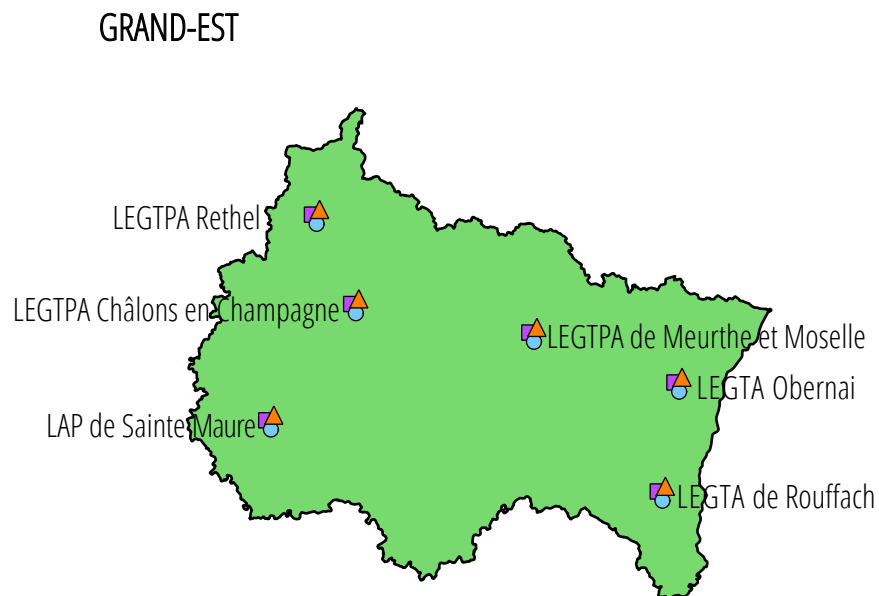 GRAND-EST
LEGTPA Rethel
LEGTPA Châlons en Champagne
LEGTPA de Meurthe et Moselle
LEGTA Obernai
LAP de Sainte Maure
LEGTA de Rouffach